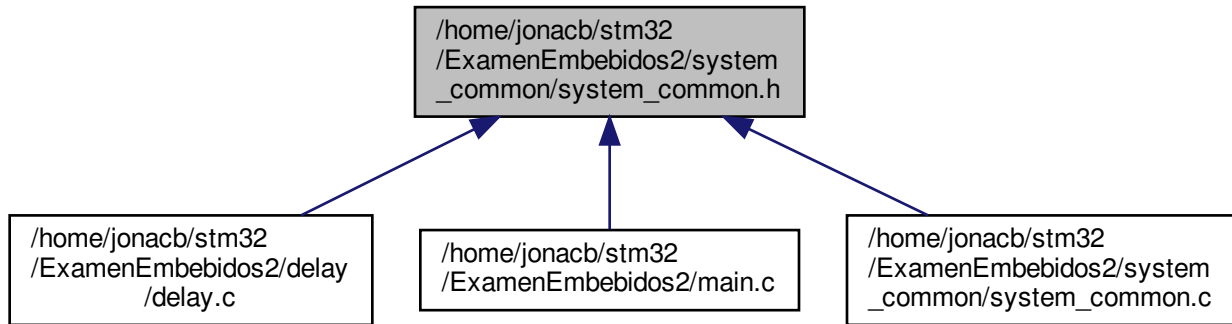 /home/jonacb/stm32
/ExamenEmbebidos2/system
_common/system_common.h
/home/jonacb/stm32
/ExamenEmbebidos2/delay
/delay.c
/home/jonacb/stm32
/ExamenEmbebidos2/main.c
/home/jonacb/stm32
/ExamenEmbebidos2/system
_common/system_common.c